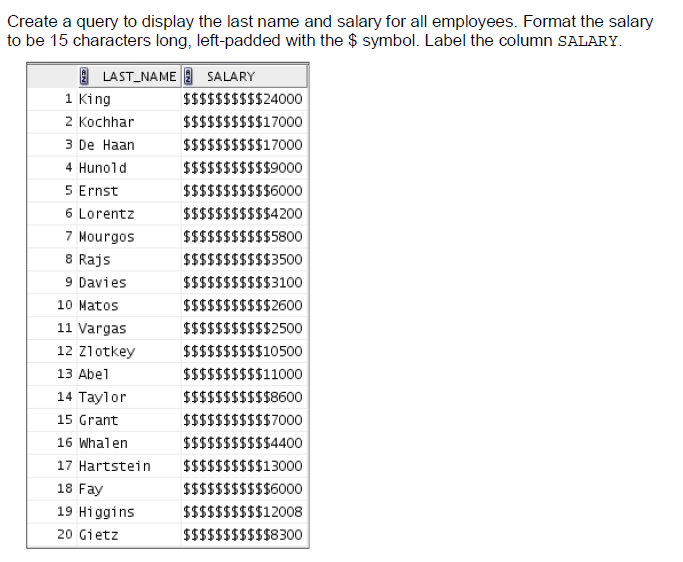 Create a query to display the last name and salary for all employees. Format the salary
to be 15 characters long, left-padded with the $ symbol. Label the column SALARY.
LAST_NAME SALARY
1 King $$$$$$$$$$24000
2 Kochhar $$$$$$$$$$17000
3 De Haan $$$$$$$$$$17000
4 Hunold $$$$$$$$$$$9000
5 Ernst $$$$$$$$$$$6000
6 Lorentz $$$$$$$$$$$4200
7 Mourgos $$$$$$$$$$$5800
8 Rajs $$$$$$$$$$$3500
9 Davies $$$$$$$$$$$3100
10 Matos $$$$$$$$$$$2600
11 Vargas $$$$$$$$$$$2500
12 Zlotkey $$$$$$$$$$10500
13 Abel $$$$$$$$$$11000
14 Taylor $$$$$$$$$$$8600
15 Grant $$$$$$$$$$$7000
16 Whalen $$$$$$$$$$$4400
17 Hartstein $$$$$$$$$$13000
18 Fay $$$$$$$$$$$6000
19 Higgins $$$$$$$$$$12008
20 Gietz $$$$$$$$$$$8300